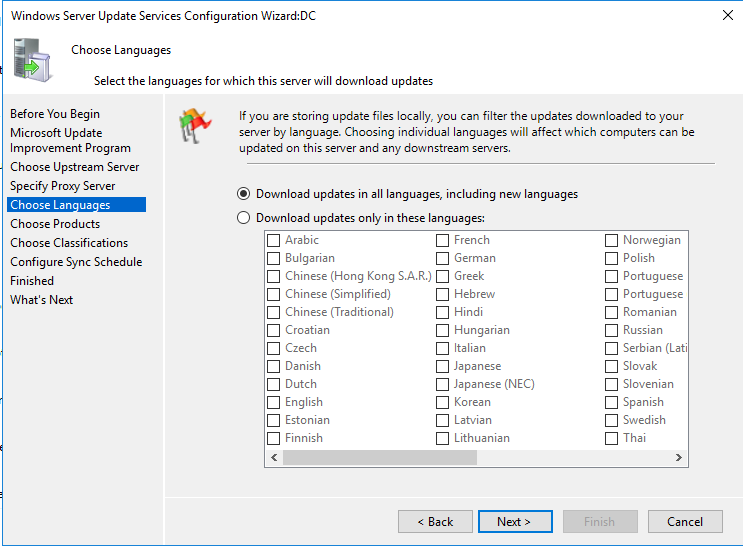 Windows Server Update Services Configuration Wizard:DC
Choose Languages
Select the languages for which this server will download updates
Before You Begin
Microsoft Update
Improvement Program
Choose Upstream Server
Specify Proxy Server
Choose Languages
Choose Products
Choose Classifications
Configure Sync Schedule
Finished
What's Next
If you are storing update files locally, you can filter the updates downloaded to your
server by language. Choosing individual languages will affect which computers can be
updated on this server and any downstream servers.
Download updates in all languages, including new languages
Download updates only in these languages:
Arabic
Bulgarian
Chinese (Hong Kong S.A.R.)
Chinese (Simplified)
Chinese (Traditional)
Croatian
Czech
Danish
Dutch
English
Estonian
Finnish
French
German
Greek
Hebrew
Hindi
Hungarian
Italian
Japanese
Japanese (NEC)
Korean
Latvian
Lithuanian
Norwegian
Polish
Portuguese
Portuguese
Romanian
Russian
Serbian (Lati
Slovak
Slovenian
Spanish
Swedish
Thai
< Back
Next >
Finish
Cancel